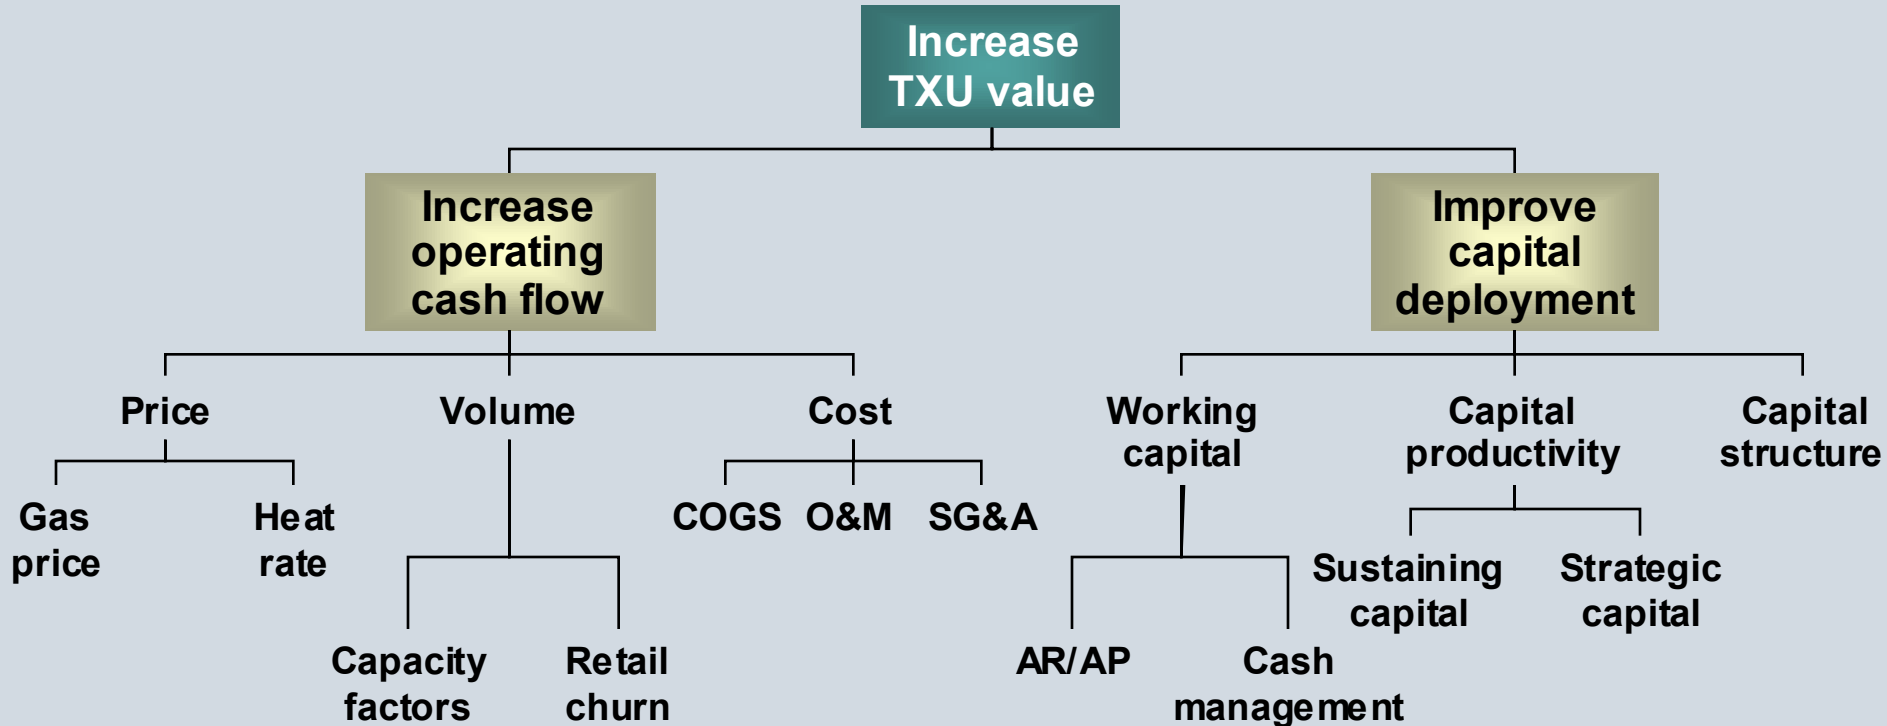 Increase
TXU value
Increase
operating
cash flow
Improve
capital
deployment
Price
Volume
Cost
Working
capital
Capital
productivity
Capital
structure
Gas
price
Heat
rate
COGS
O&M
SG&A
Capacity
factors
Retail
churn
AR/AP
Cash
management
Sustaining
capital
Strategic
capital